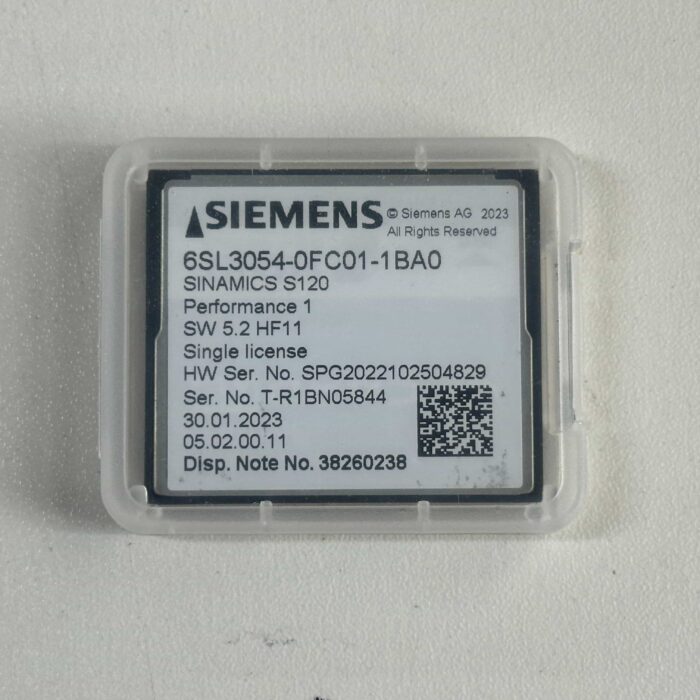 SIEMENS © Siemens AG 2023
All Rights Reserved
6SL3054-0FC01-1BA0
SINAMICS S120
Performance 1
SW 5.2 HF11
Single license
HW Ser. No. SPG2022102504829
Ser. No. T-R1BN05844
30.01.2023
05.02.00.11
Disp. Note No. 38260238